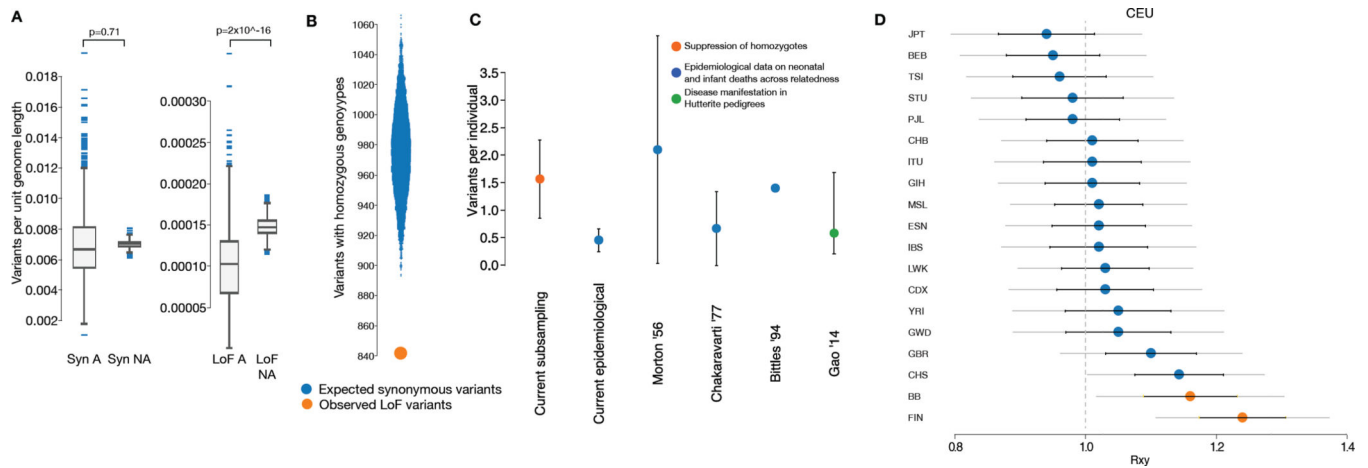 A
p=0.71
p=2x10^-16
Variants per unit genome length
0.018
0.016
0.014
0.012
0.010
0.008
0.006
0.004
0.002
Syn A
Syn NA
0.00030
0.00025
0.00020
0.00015
0.00010
0.00005
LoF A
LoF
NA
B
Variants with homozygous genoyypes
1060
1040
1020
1000
980
960
940
920
900
880
860
840
Expected synonymous variants
Observed LoF variants
C
Suppression of homozygotes
Epidemiological data on neonatal
and infant deaths across relatedness
Disease manifestation in
Hutterite pedigrees
Variants per individual
3.5
3.0
2.5
2.0
1.5
1.0
0.5
0.0
Current subsampling
Current epidemiological
Morton '56
Chakaravarti '77
Bittles '94
Gao '14
D
CEU
JPT
BEB
TSI
STU
PJL
CHB
ITU
GIH
MSL
ESN
IBS
LWK
CDX
YRI
GWD
GBR
CHS
BB
FIN
0.8
1.0
1.2
1.4
Rxy